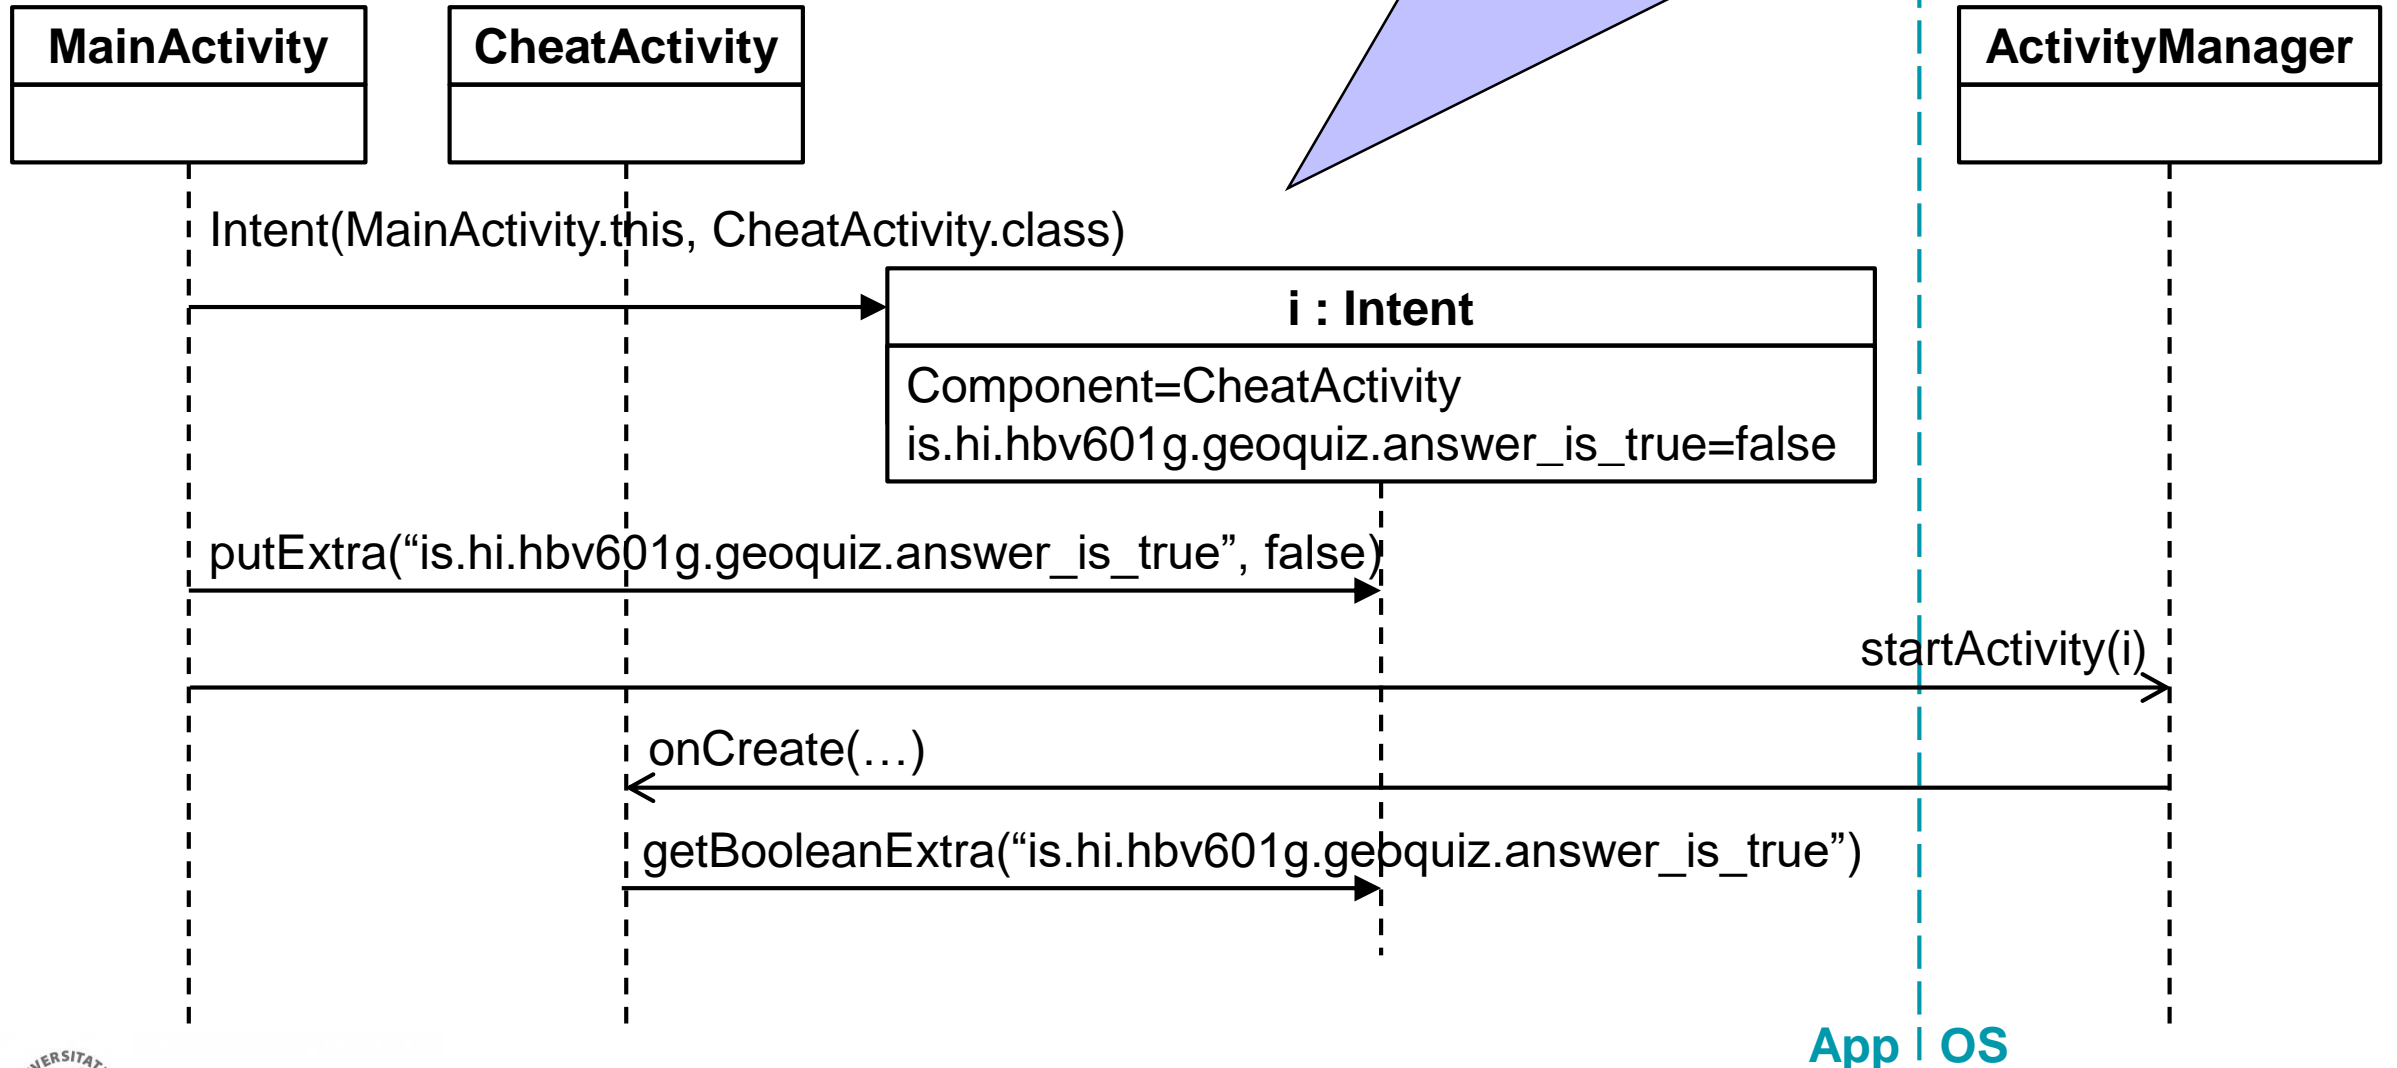 MainActivity
CheatActivity
ActivityManager
Intent(MainActivity.this, CheatActivity.class)
i : Intent
Component=CheatActivity
is.hi.hbv601g.geoquiz.answer_is_true=false
putExtra(“is.hi.hbv601g.geoquiz.answer_is_true”, false)
startActivity(i)
onCreate(…)
getBooleanExtra(“is.hi.hbv601g.geoquiz.answer_is_true”)
App
OS